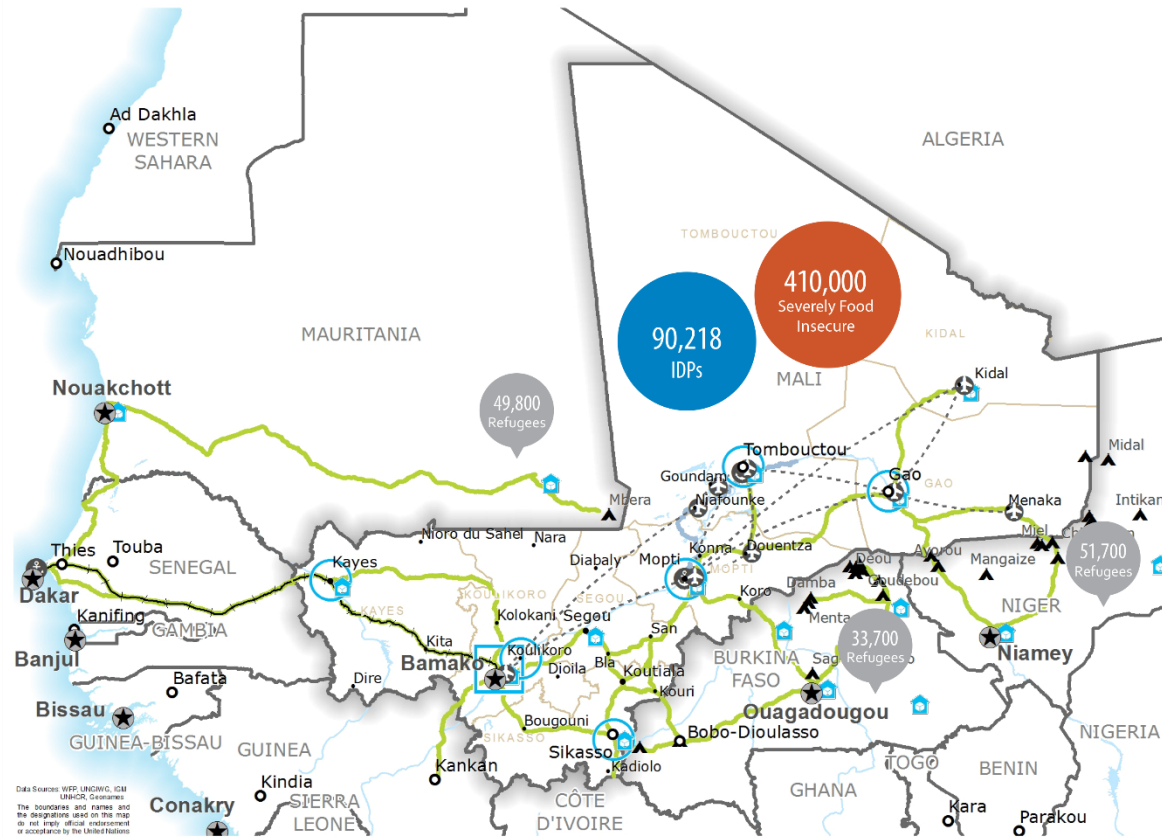 Ad Dakhla
WESTERN
SAHARA
ALGERIA
Nouadhibou
TOMBOUCTOU
410,000
Severely Food
Insecure
90,218
IDPs
MAURITANIA
KIDAL
MALI
Kidal
Nouakchott
49,800
Refugees
Tombouctou
Midal
Goundam
Gao
GAO
Mbera
Niafounke
Menaka
Intikan
Nioro du Sahel
Nara
Diabaly
Konna
Douentza
Miel
Thies
Touba
SENEGAL
Kayes
Mopti
MOPTI
Deou
Ayorou
Mangaize
51,700
Refugees
Dakar
KAYES
KOULIKORO
SEGOU
Koro
Damba
Goudebou
NIGER
Kanifing
GAMBIA
Kolokani
Segou
Menta
33,700
Refugees
Banjul
Kita
Koulikoro
San
BURKINA
FASO
Sag
Niamey
Bamako
Dioila
Bla
Koutiala
Bafata
Dire
Kouri
Ouagadougou
Bissau
Bougouni
SIKASSO
Sikasso
Bobo-Dioulasso
GUINEA-BISSAU
GUINEA
Kankan
Kadiolo
TOGO
BENIN
NIGERIA
Kindia
SIERRA
LEONE
CÔTE
D'IVOIRE
GHANA
Conakry
Kara
Parakou
Data Sources: WFP, UNGIWG, IGM
UNHCR, Geonames
The boundaries and names and
the designations used on this map
do not imply official endorsement
or acceptance by the United Nations